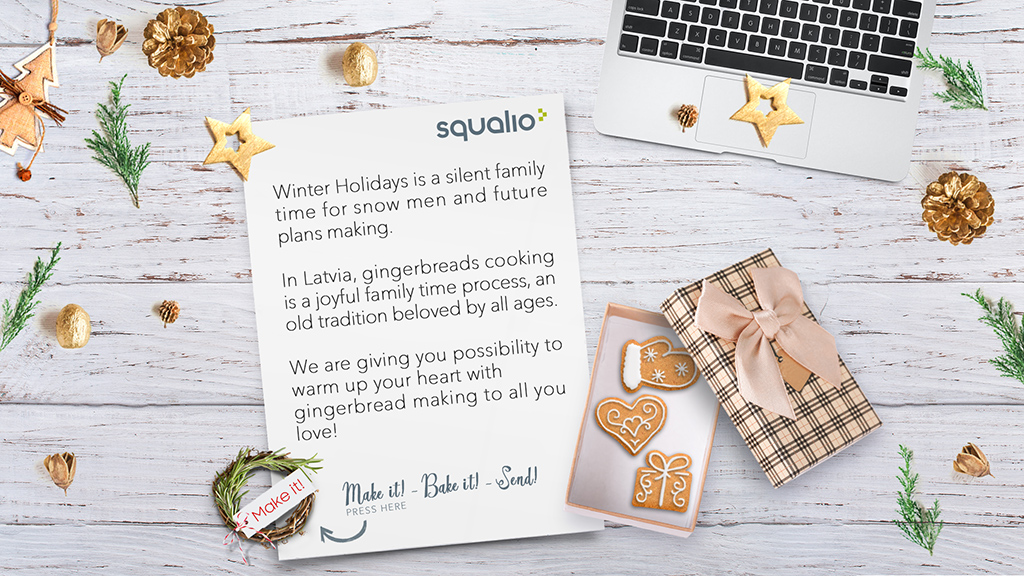 squalio
Winter Holidays is a silent family
time for snow men and future
plans making.
In Latvia, gingerbreads cooking
is a joyful family time process, an
old tradition beloved by all ages.
We are giving you possibility to
warm up your heart with
gingerbread making to all you
love!
Make it! - Bake it! - Send!
PRESS HERE
Make it!